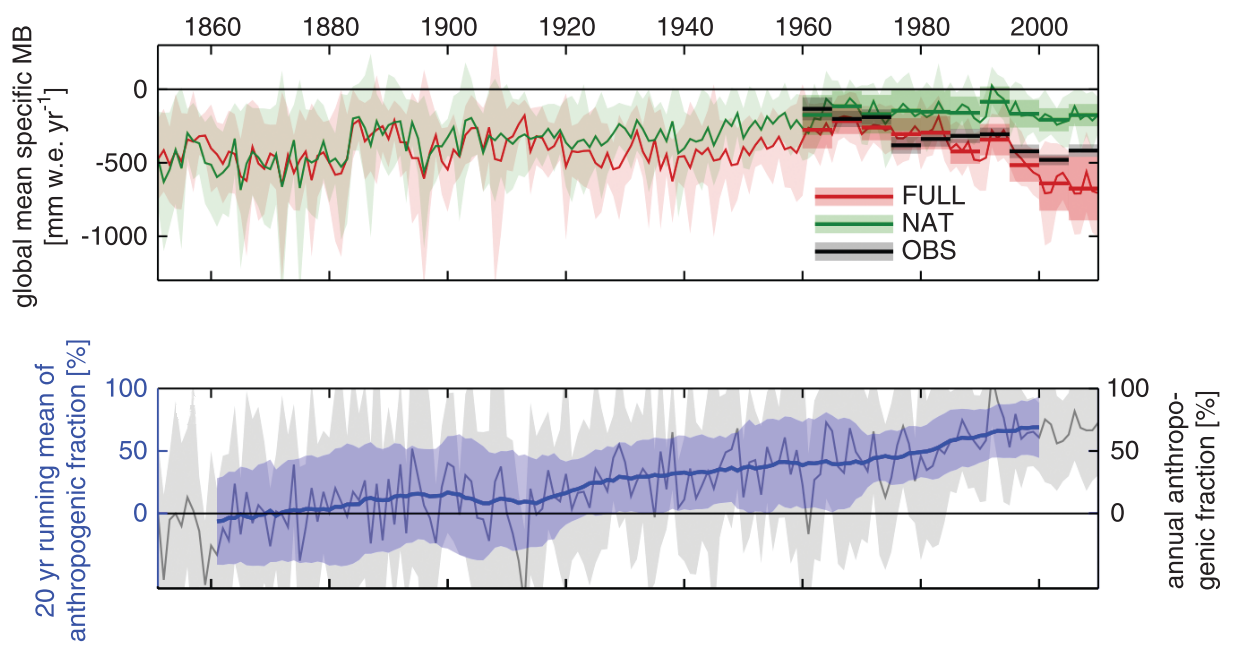 1860 1880 1900 1920 1940 1960 1980 2000
global mean specific MB
[mm w.e. yr-1]
0
-500
-1000
FULL
NAT
OBS
20 yr running mean of
anthropogenic fraction [%]
100
50
0
100
50
0
annual anthropo-
genic fraction [%]